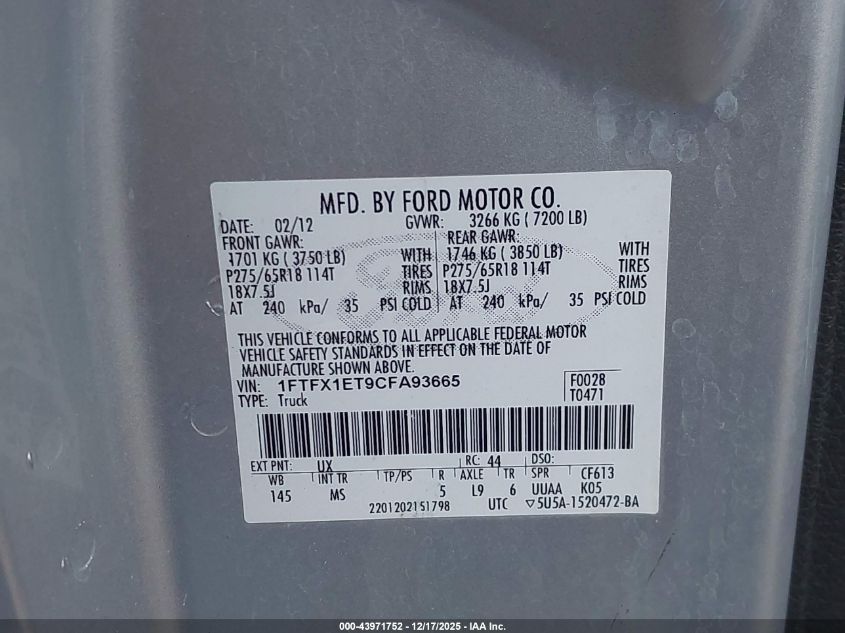 MFD. BY FORD MOTOR CO.
DATE: 02/12 GVWR: 3266 KG ( 7200 LB)
FRONT GAWR: REAR GAWR:
1701 KG ( 3750 LB) WITH 1746 KG ( 3850 LB) WITH
P275/65R18 114T TIRES P275/65R18 114T TIRES
18X7.5J RIMS 18X7.5J RIMS
AT 240 kPa/ 35 PSI COLD AT 240 kPa/ 35 PSI COLD
THIS VEHICLE CONFORMS TO ALL APPLICABLE FEDERAL MOTOR
VEHICLE SAFETY STANDARDS IN EFFECT ON THE DATE OF
MANUFACTURE SHOWN ABOVE.
VIN: 1FTFX1ET9CFA93665 F0028
TYPE: Truck T0471
EXT PNT: UX RC: 44 DSO:
WB INT TR TP/PS R AXLE TR SPR CF613
145 MS 5 L9 6 UUAA K05
2201202151798 UTC ▽5U5A-1520472-BA
000-43971752 - 12/17/2025 - IAA Inc.